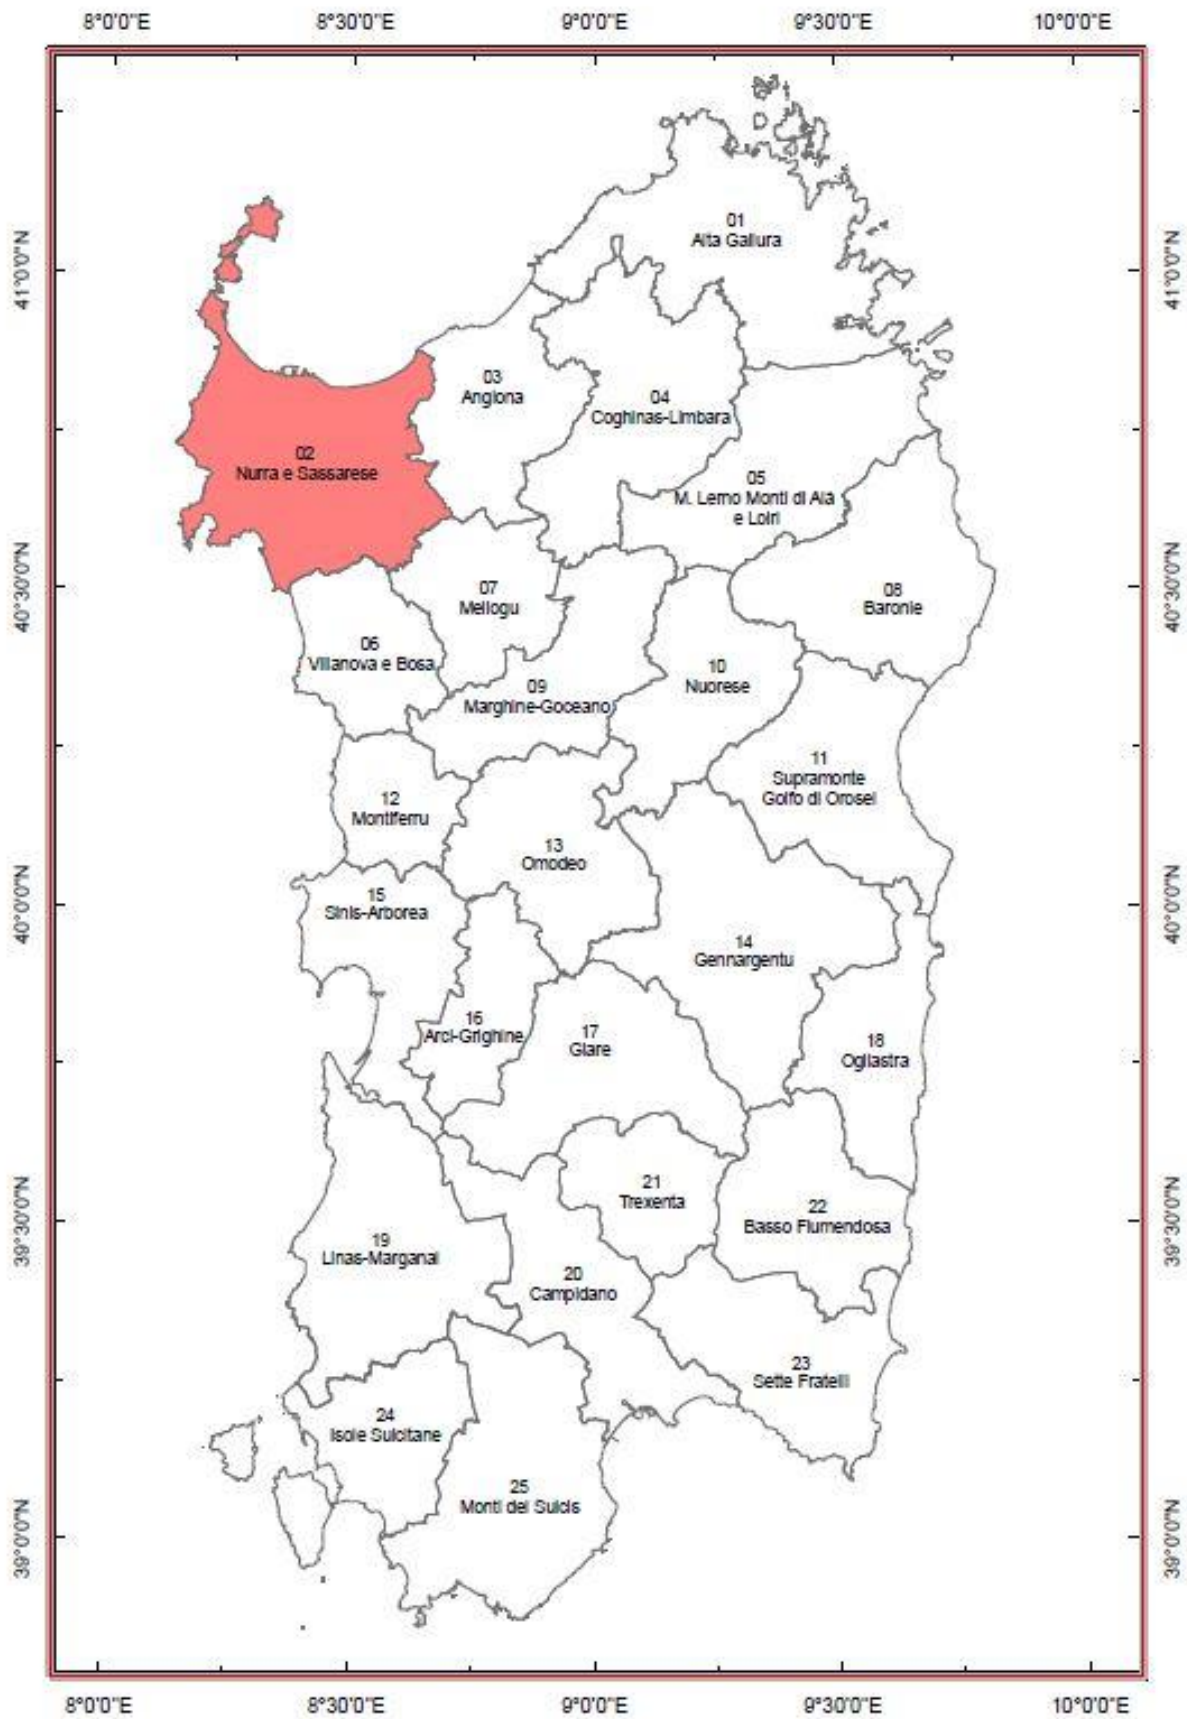 8°0'0"E 8°30'0"E 9°0'0"E 9°30'0"E 10°0'0"E
01
Alta Gallura
41°0'0"N 41°0'0"N
03
Anglona
04
Coghinas-Limbara
02
Nurra e Sassarese
05
M. Lerno Monti di Alà
e Loiri
40°30'0"N 40°30'0"N
07
Meilogu
08
Baronie
06
Villanova e Bosa
10
Nuorese
09
Marghine-Goceano
11
Supramonte
Golfo di Orosei
12
Montiferru
13
Omodeo
15
Sinis-Arborea
40°0'0"N 40°0'0"N
14
Gennargentu
16
Arci-Grighine
17
Giare
18
Ogliastra
21
Trexenta
22
Basso Flumendosa
39°30'0"N 39°30'0"N
19
Linas-Marganai
20
Campidano
23
Sette Fratelli
24
Isole Sulcitane
25
Monti del Sulcis
39°0'0"N 39°0'0"N
8°0'0"E 8°30'0"E 9°0'0"E 9°30'0"E 10°0'0"E